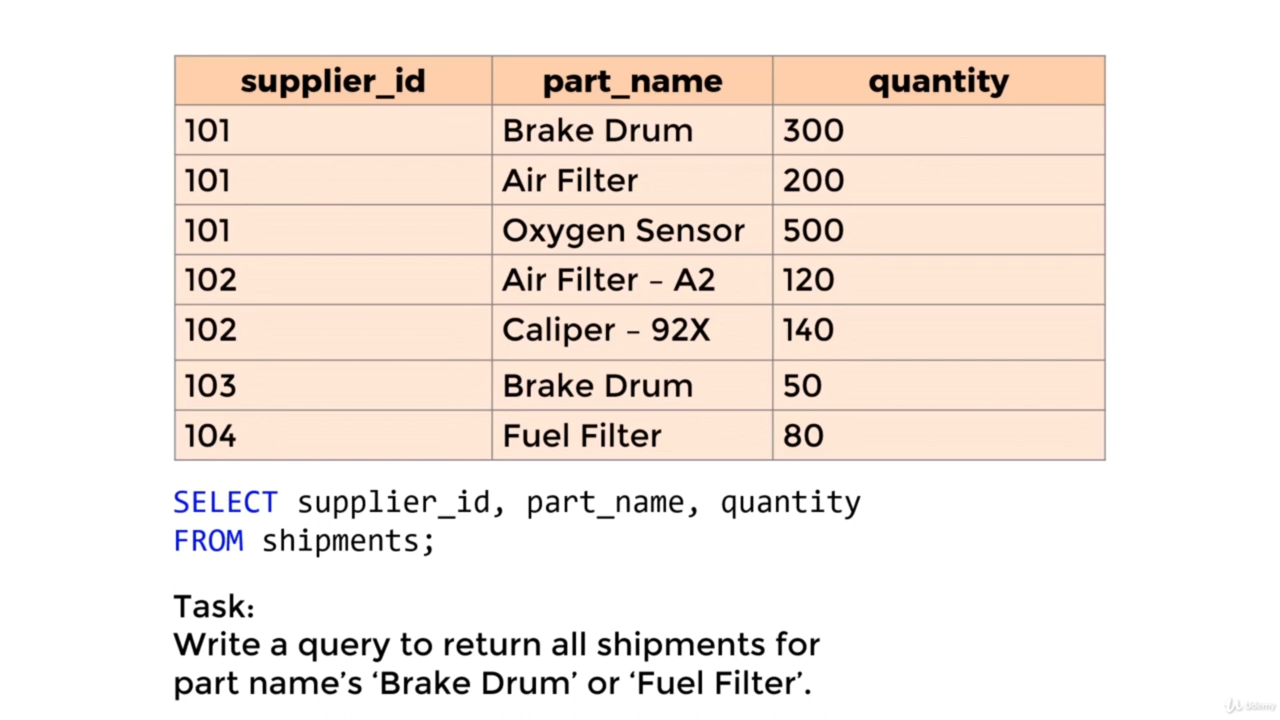 supplier_id part_name quantity
101 Brake Drum 300
101 Air Filter 200
101 Oxygen Sensor 500
102 Air Filter – A2 120
102 Caliper – 92X 140
103 Brake Drum 50
104 Fuel Filter 80
SELECT supplier_id, part_name, quantity
FROM shipments;
Task:
Write a query to return all shipments for
part name’s ‘Brake Drum’ or ‘Fuel Filter’.
Udemy